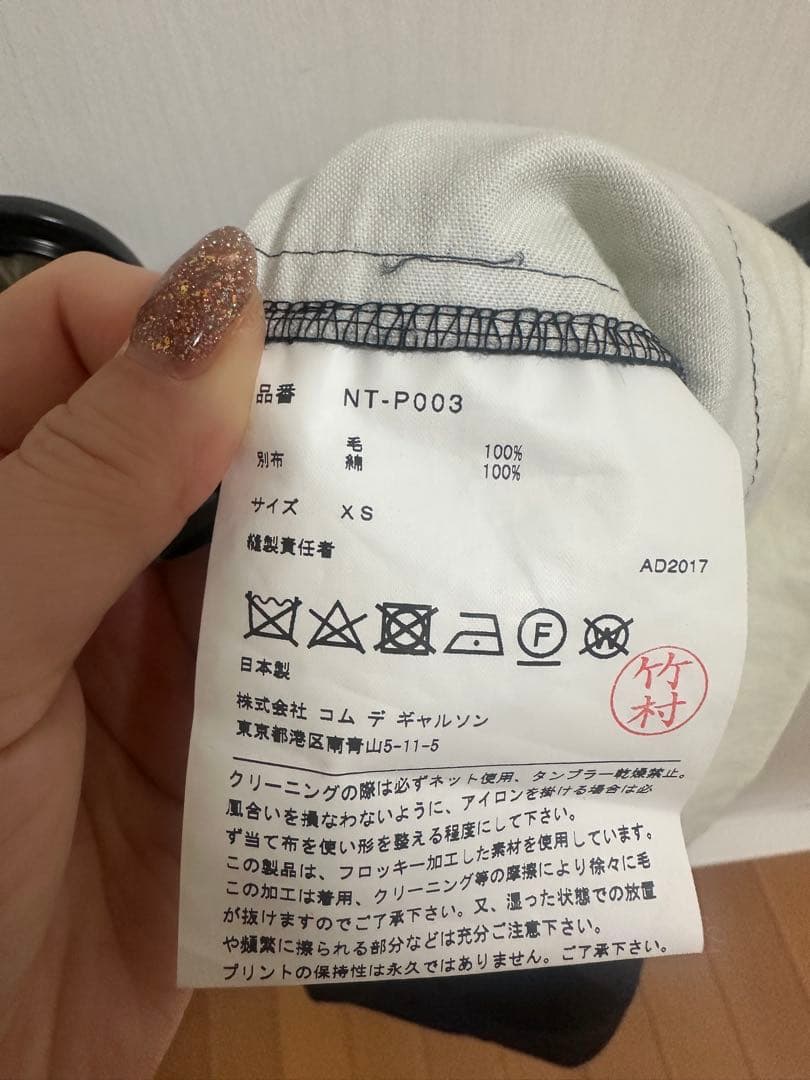 品番 NT-P003
毛 100%
別布 綿 100%
サイズ XS
縫製責任者
AD2017
F
W
竹村
日本製
株式会社 コム デ ギャルソン
東京都港区南青山5-11-5
クリーニングの際は必ずネット使用、タンブラー乾燥禁止。
風合いを損なわないように、アイロンを掛ける場合は必
ず当て布を使い形を整える程度にして下さい。
この製品は、フロッキー加工した素材を使用しています。
この加工は着用、クリーニング等の摩擦により徐々に毛
が抜けますのでご了承下さい。又、湿った状態での放置
や頻繁に擦られる部分などは充分ご注意下さい。
プリントの保持性は永久ではありません。ご了承下さい。